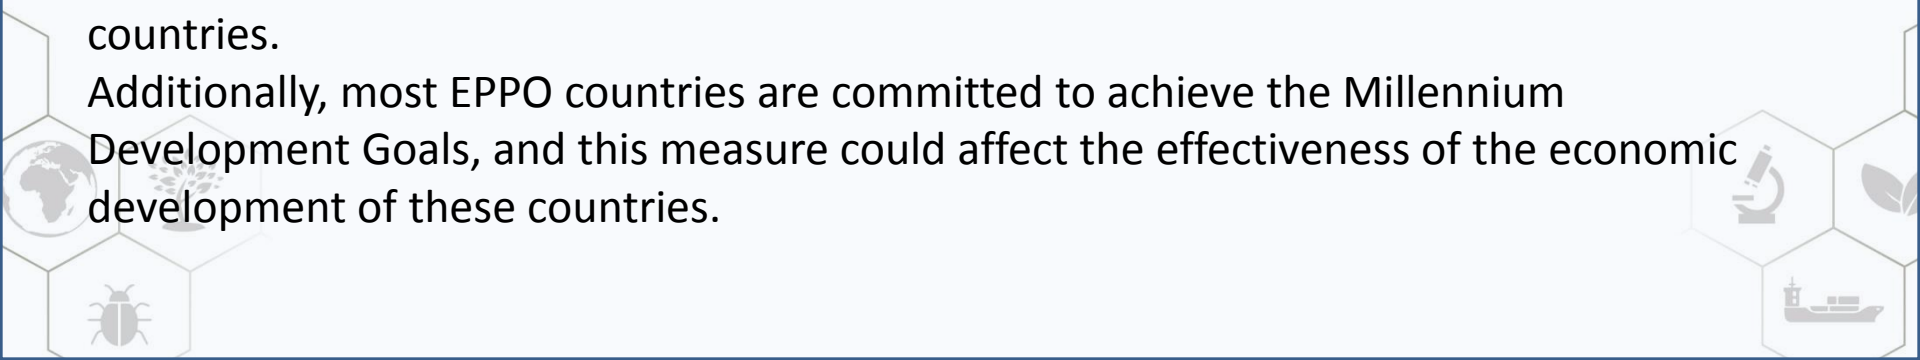 countries.
Additionally, most EPPO countries are committed to achieve the Millennium
Development Goals, and this measure could affect the effectiveness of the economic
development of these countries.